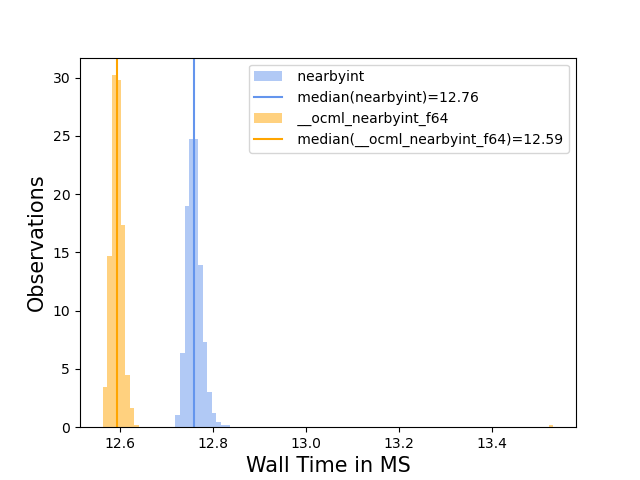 nearbyint
median(nearbyint)=12.76
__ocml_nearbyint_f64
median(__ocml_nearbyint_f64)=12.59
Observations
30
25
20
15
10
5
0
12.6 12.8 13.0 13.2 13.4
Wall Time in MS